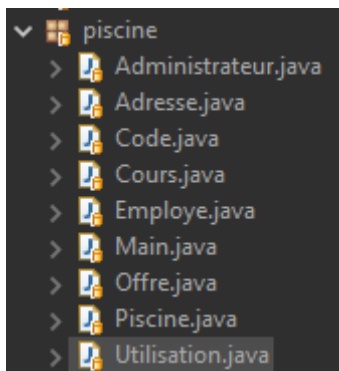 piscine
Administrateur.java
Adresse.java
Code.java
Cours.java
Employe.java
Main.java
Offre.java
Piscine.java
Utilisation.java